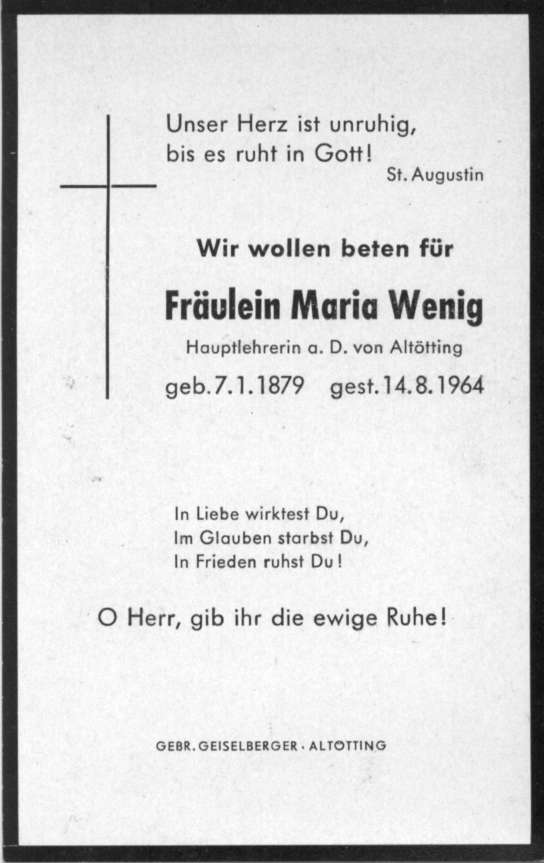 Unser Herz ist unruhig,
bis es ruht in Gott!
St. Augustin
Wir wollen beten für
Fräulein Maria Wenig
Hauptlehrerin a. D. von Altötting
geb. 7. 1. 1879 gest. 14. 8. 1964
In Liebe wirktest Du,
Im Glauben starbst Du,
In Frieden ruhst Du!
O Herr, gib ihr die ewige Ruhe!
GEBR. GEISELBERGER · ALTÖTTING